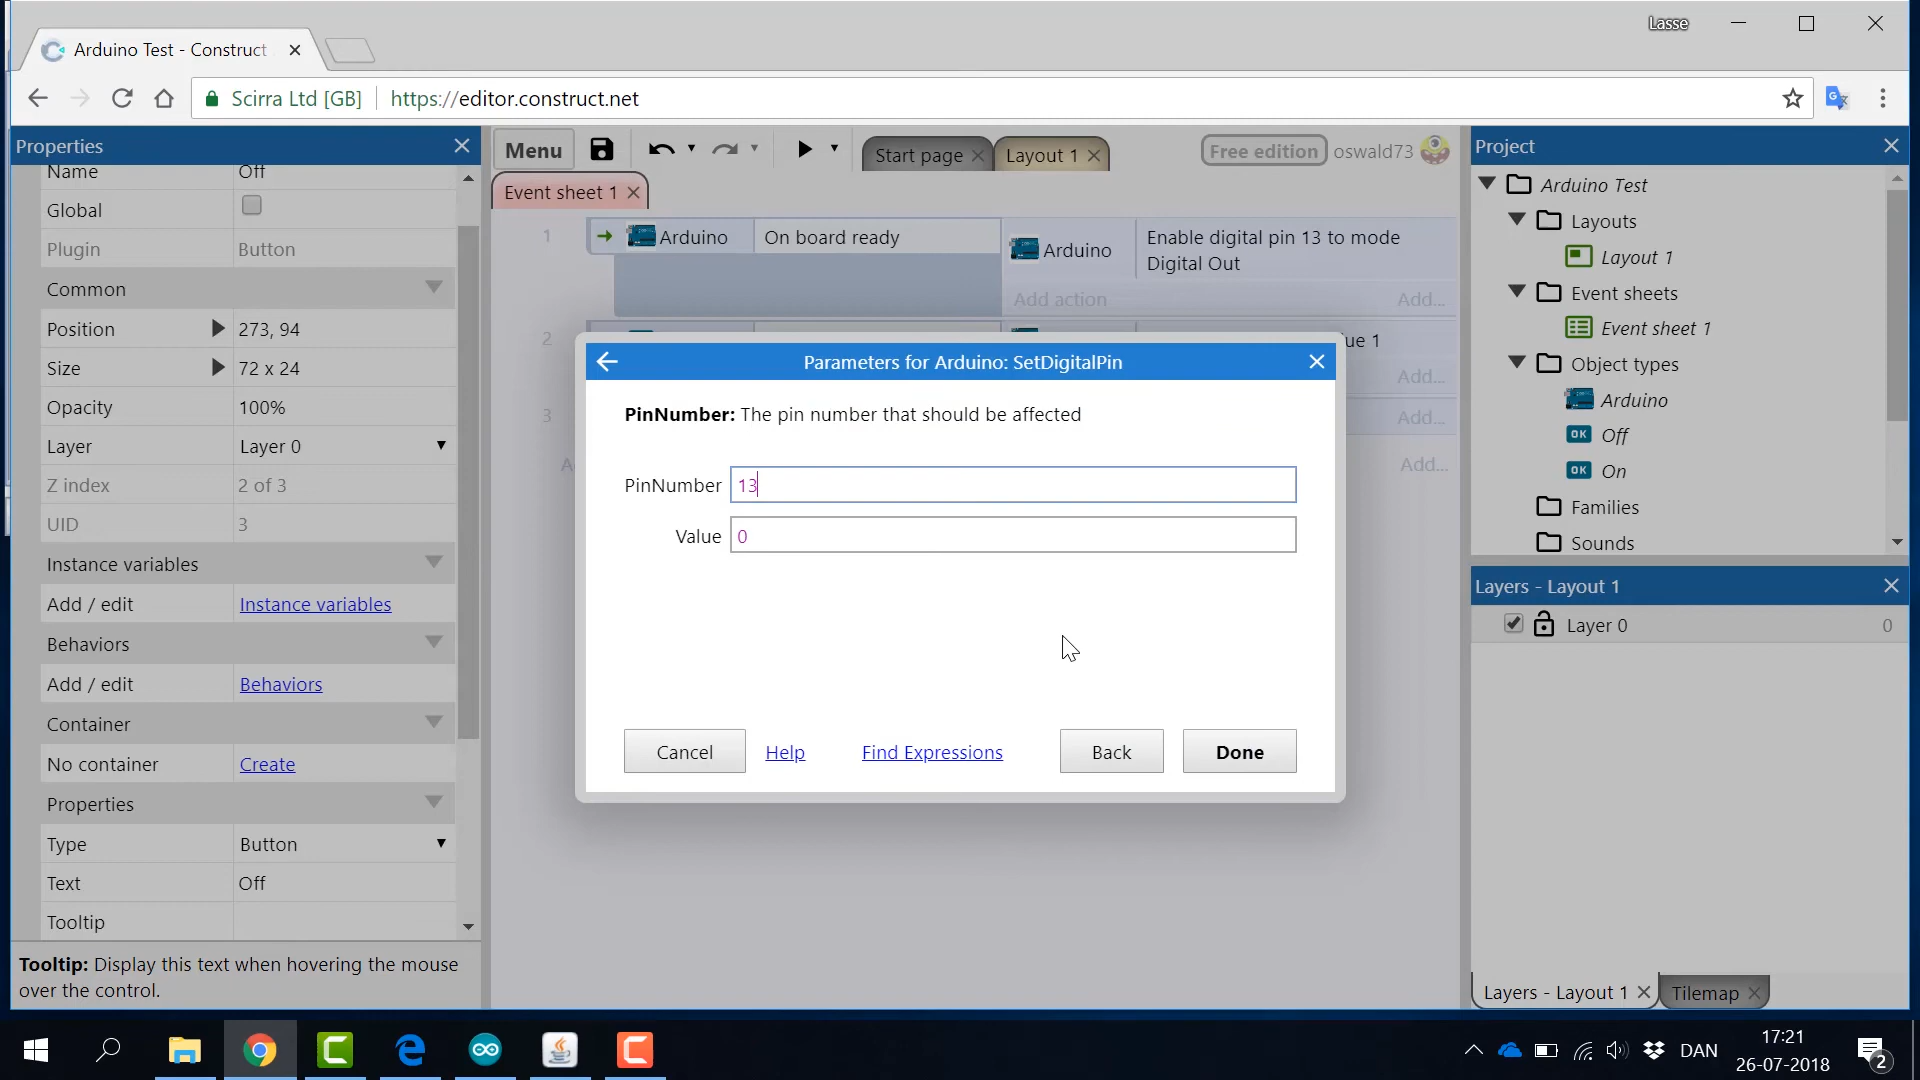 Lasse
Arduino Test - Construct
Scirra Ltd [GB] https://editor.construct.net
Properties
Name Off
Global
Plugin Button
Common
Position 273, 94
Size 72 x 24
Opacity 100%
Layer Layer 0
Z index 2 of 3
UID 3
Instance variables
Add / edit Instance variables
Behaviors
Add / edit Behaviors
Container
No container Create
Properties
Type Button
Text Off
Tooltip
Tooltip: Display this text when hovering the mouse
over the control.
Menu
Start page
Layout 1
Free edition oswald73
Event sheet 1
1 Arduino On board ready Arduino Enable digital pin 13 to mode
Digital Out
Add action Add...
2 ue 1
Add...
3 Add...
Add...
Parameters for Arduino: SetDigitalPin
PinNumber: The pin number that should be affected
PinNumber 13
Value 0
Cancel Help Find Expressions Back Done
Project
Arduino Test
Layouts
Layout 1
Event sheets
Event sheet 1
Object types
Arduino
OK Off
OK On
Families
Sounds
Layers - Layout 1
Layer 0 0
Layers - Layout 1 Tilemap
DAN
17:21
26-07-2018
2